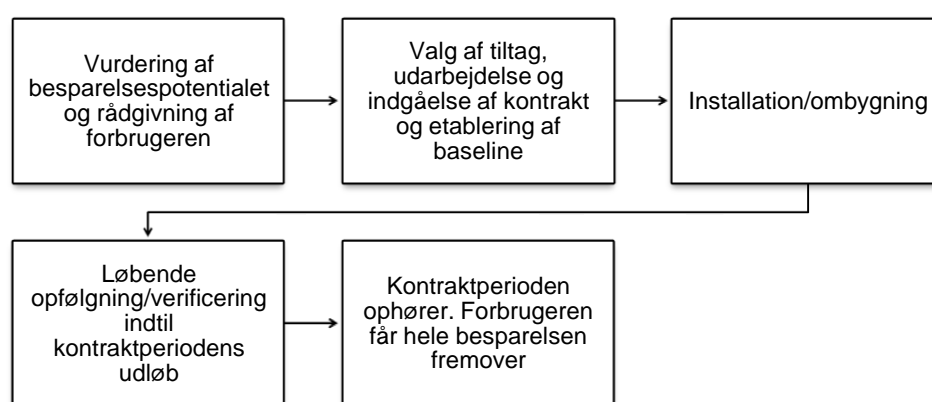 Vurdering af
besparelsespotentialet
og rådgivning af
forbrugeren
Valg af tiltag,
udarbejdelse og
indgåelse af kontrakt
og etablering af
baseline
Installation/ombygning
Løbende
opfølgning/verificering
indtil
kontraktperiodens
udløb
Kontraktperioden
ophører. Forbrugeren
får hele besparelsen
fremover